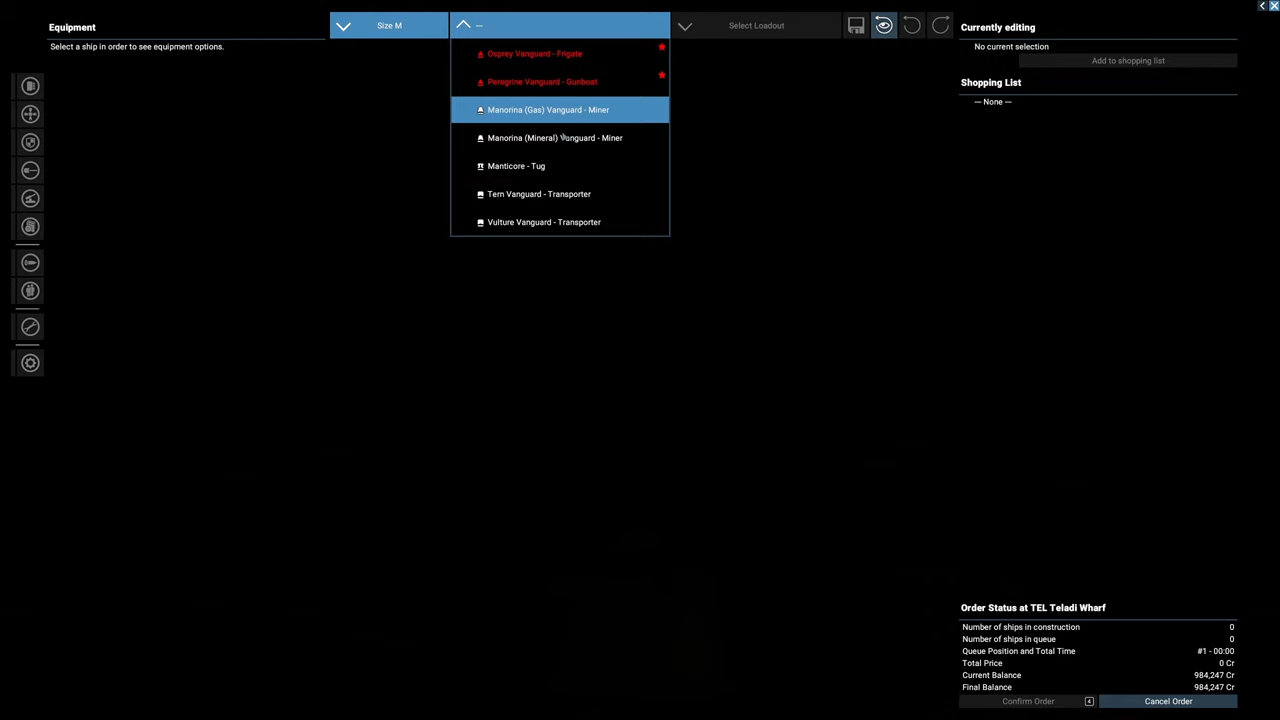 Equipment
Select a ship in order to see equipment options.
Size M
—
Select Loadout
Osprey Vanguard - Frigate
Peregrine Vanguard - Gunboat
Manorina (Gas) Vanguard - Miner
Manorina (Mineral) Vanguard - Miner
Manticore - Tug
Tern Vanguard - Transporter
Vulture Vanguard - Transporter
Currently editing
No current selection
Add to shopping list
Shopping List
— None —
Order Status at TEL Teladi Wharf
Number of ships in construction 0
Number of ships in queue 0
Queue Position and Total Time #1 - 00:00
Total Price 0 Cr
Current Balance 984,247 Cr
Final Balance 984,247 Cr
Confirm Order 4 Cancel Order